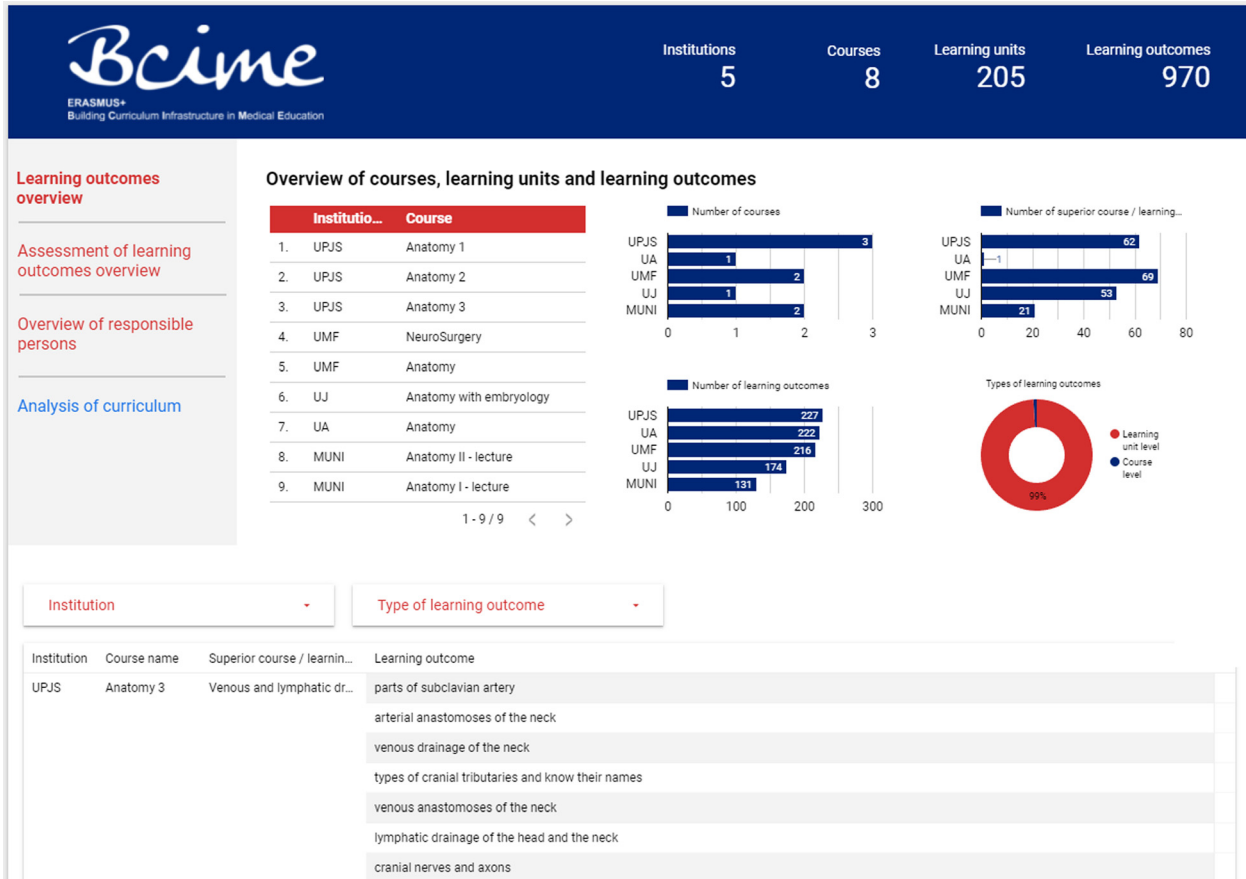 Bcime
ERASMUS+
Building Curriculum Infrastructure in Medical Education
Institutions
5
Courses
8
Learning units
205
Learning outcomes
970
Learning outcomes
overview
Assessment of learning
outcomes overview
Overview of responsible
persons
Analysis of curriculum
Overview of courses, learning units and learning outcomes
Institutio... Course
1. UPJS Anatomy 1
2. UPJS Anatomy 2
3. UPJS Anatomy 3
4. UMF NeuroSurgery
5. UMF Anatomy
6. UJ Anatomy with embryology
7. UA Anatomy
8. MUNI Anatomy II - lecture
9. MUNI Anatomy I - lecture
1 - 9 / 9 < >
Number of courses
UPJS 3
UA 1
UMF 2
UJ 1
MUNI 2
0 1 2 3
Number of superior course / learning...
UPJS 62
UA 1
UMF 69
UJ 53
MUNI 21
0 20 40 60 80
Number of learning outcomes
UPJS 227
UA 222
UMF 216
UJ 174
MUNI 131
0 100 200 300
Types of learning outcomes
Learning
unit level
Course
level
99%
Institution
Type of learning outcome
Institution Course name Superior course / learnin... Learning outcome
UPJS Anatomy 3 Venous and lymphatic dr... parts of subclavian artery
arterial anastomoses of the neck
venous drainage of the neck
types of cranial tributaries and know their names
venous anastomoses of the neck
lymphatic drainage of the head and the neck
cranial nerves and axons